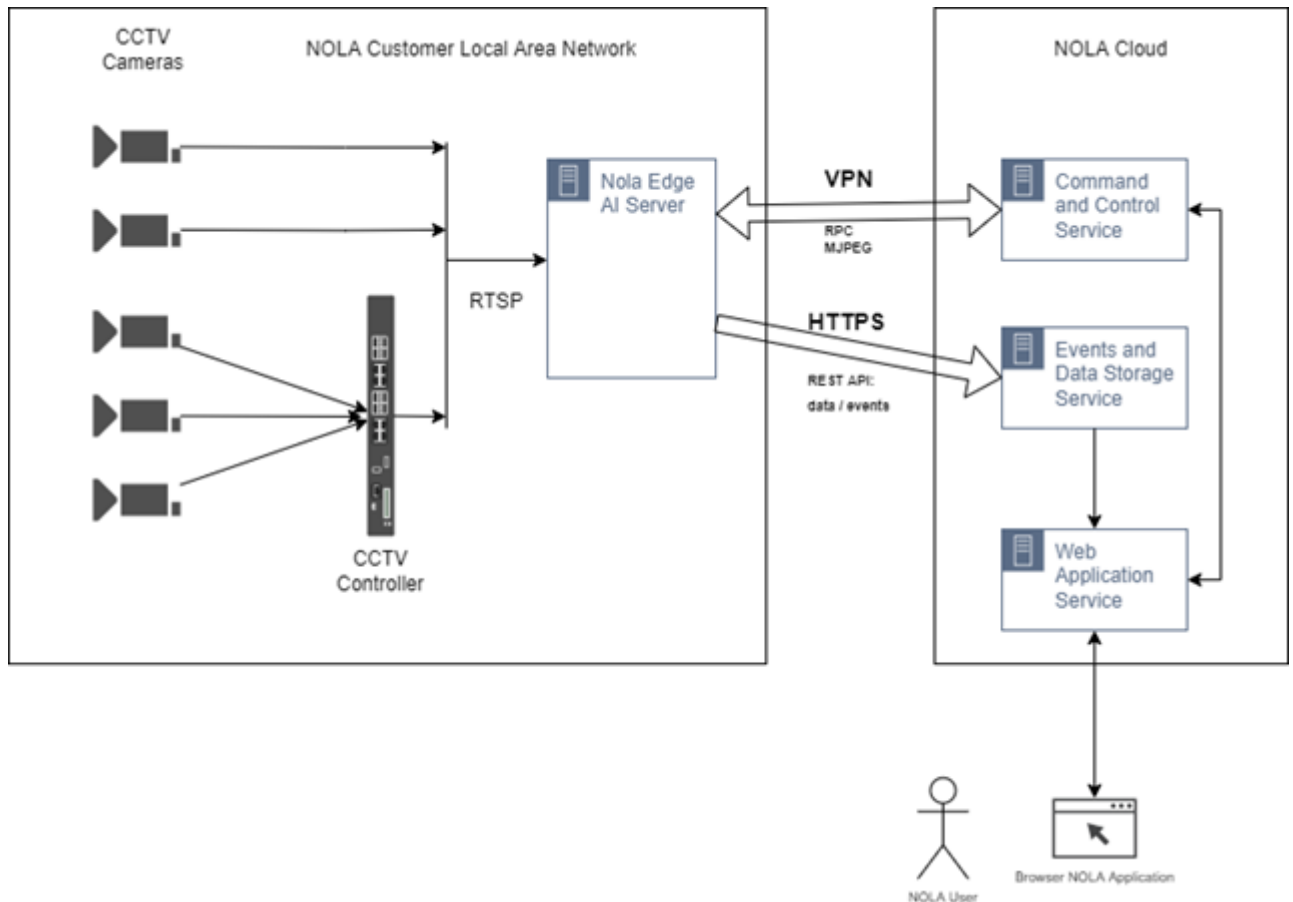 CCTV
Cameras
NOLA Customer Local Area Network
NOLA Cloud
Nola Edge
AI Server
VPN
RPC
MJPEG
Command
and Control
Service
RTSP
HTTPS
REST API:
data / events
Events and
Data Storage
Service
CCTV
Controller
Web
Application
Service
Browser NOLA Application
NOLA User